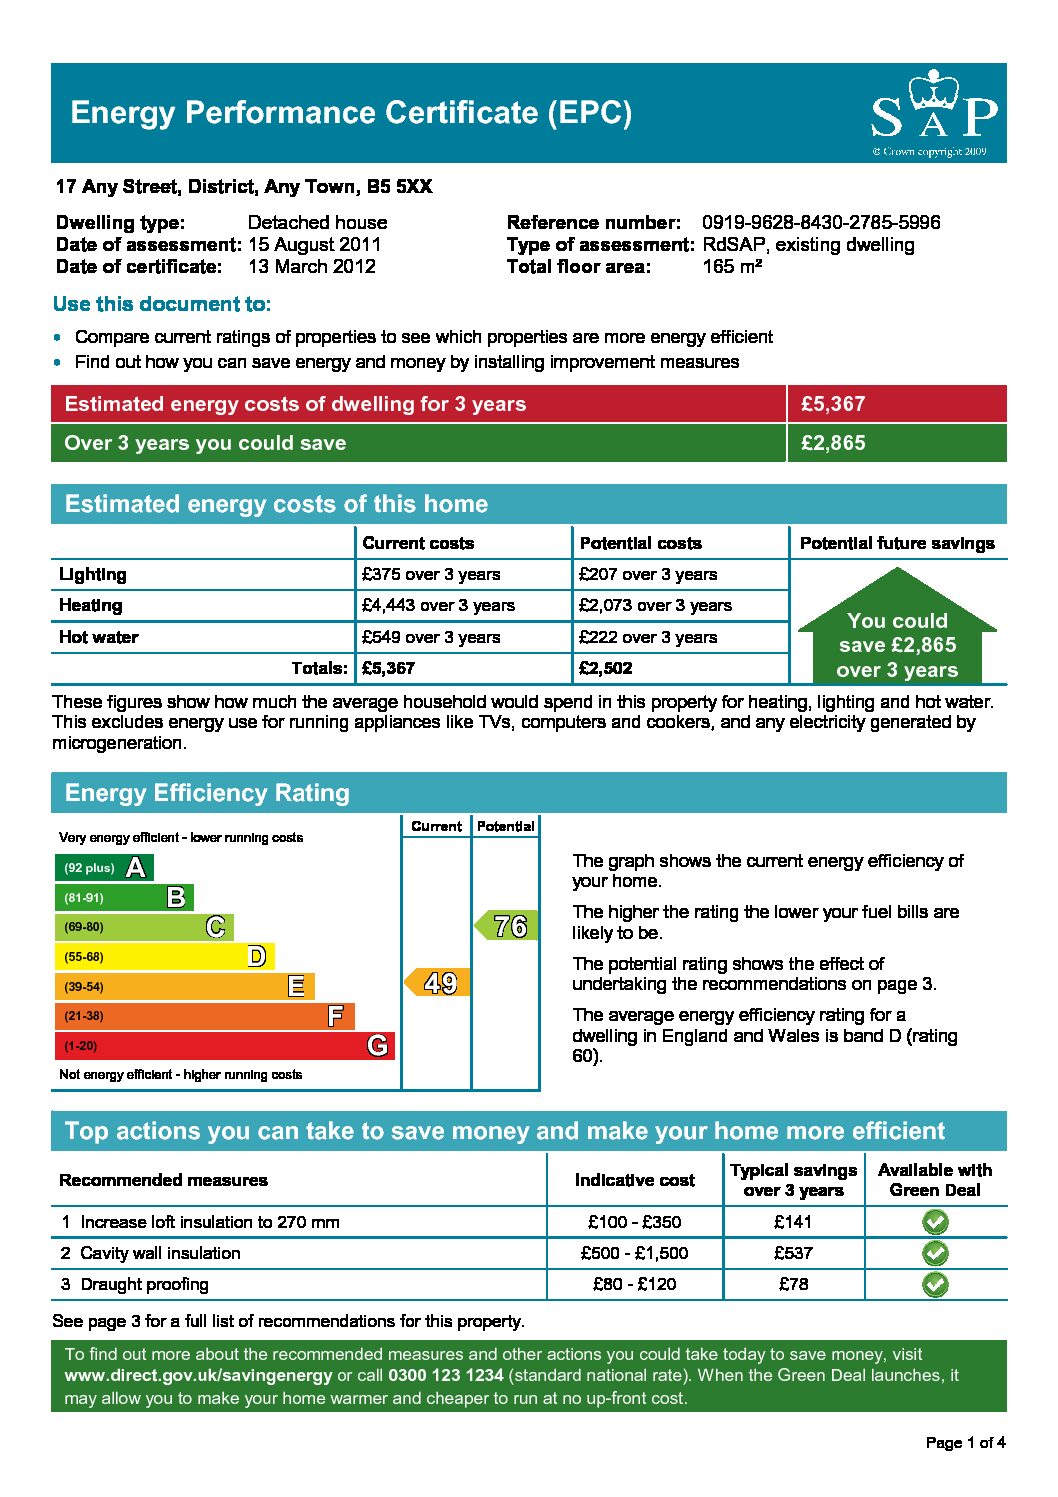 Energy Performance Certificate (EPC)
SAP
© Crown copyright 2009
17 Any Street, District, Any Town, B5 5XX
Dwelling type: Detached house
Date of assessment: 15 August 2011
Date of certificate: 13 March 2012
Reference number: 0919-9628-8430-2785-5996
Type of assessment: RdSAP, existing dwelling
Total floor area: 165 m²
Use this document to:
• Compare current ratings of properties to see which properties are more energy efficient
• Find out how you can save energy and money by installing improvement measures
Estimated energy costs of dwelling for 3 years £5,367
Over 3 years you could save £2,865
Estimated energy costs of this home
Current costs Potential costs Potential future savings
Lighting £375 over 3 years £207 over 3 years
Heating £4,443 over 3 years £2,073 over 3 years
Hot water £549 over 3 years £222 over 3 years
Totals: £5,367 £2,502
You could
save £2,865
over 3 years
These figures show how much the average household would spend in this property for heating, lighting and hot water.
This excludes energy use for running appliances like TVs, computers and cookers, and any electricity generated by
microgeneration.
Energy Efficiency Rating
Current Potential
Very energy efficient - lower running costs
(92 plus) A
(81-91) B
(69-80) C
(55-68) D
(39-54) E
(21-38) F
(1-20) G
Not energy efficient - higher running costs
49
76
The graph shows the current energy efficiency of
your home.
The higher the rating the lower your fuel bills are
likely to be.
The potential rating shows the effect of
undertaking the recommendations on page 3.
The average energy efficiency rating for a
dwelling in England and Wales is band D (rating
60).
Top actions you can take to save money and make your home more efficient
Recommended measures Indicative cost Typical savings over 3 years Available with Green Deal
1 Increase loft insulation to 270 mm £100 - £350 £141
2 Cavity wall insulation £500 - £1,500 £537
3 Draught proofing £80 - £120 £78
See page 3 for a full list of recommendations for this property.
To find out more about the recommended measures and other actions you could take today to save money, visit
www.direct.gov.uk/savingenergy or call 0300 123 1234 (standard national rate). When the Green Deal launches, it
may allow you to make your home warmer and cheaper to run at no up-front cost.
Page 1 of 4